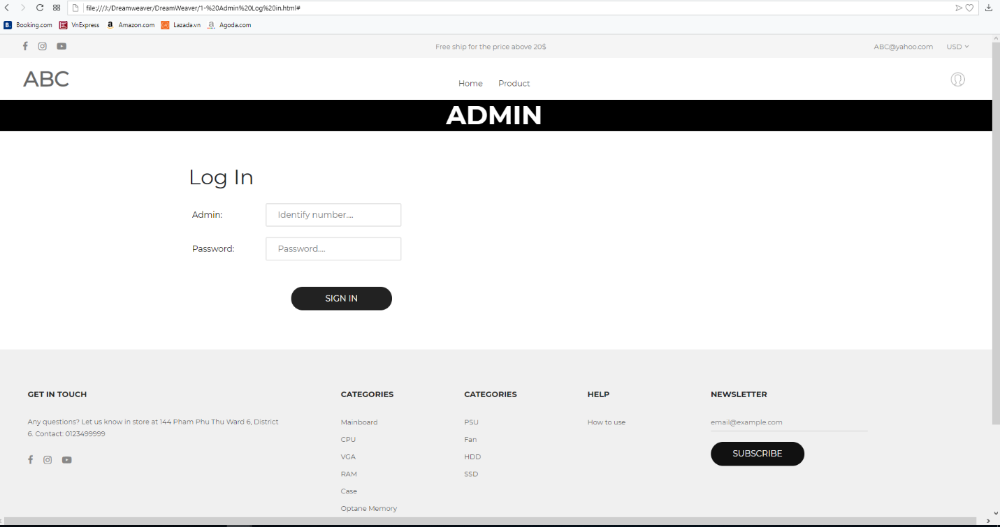 file:///J:/Dreamweaver/DreamWeaver/1-%20Admin%20Log%20in.html#
B. Booking.com VnExpress a Amazon.com Lazada.vn a Agoda.com
Free ship for the price above 20$ ABC@yahoo.com USD
ABC Home Product
ADMIN
Log In
Admin: Identify number....
Password: Password....
SIGN IN
GET IN TOUCH
Any questions? Let us know in store at 144 Pham Phu Thu Ward 6, District
6. Contact: 0123499999
CATEGORIES
Mainboard
CPU
VGA
RAM
Case
Optane Memory
CATEGORIES
PSU
Fan
HDD
SSD
HELP
How to use
NEWSLETTER
email@example.com
SUBSCRIBE